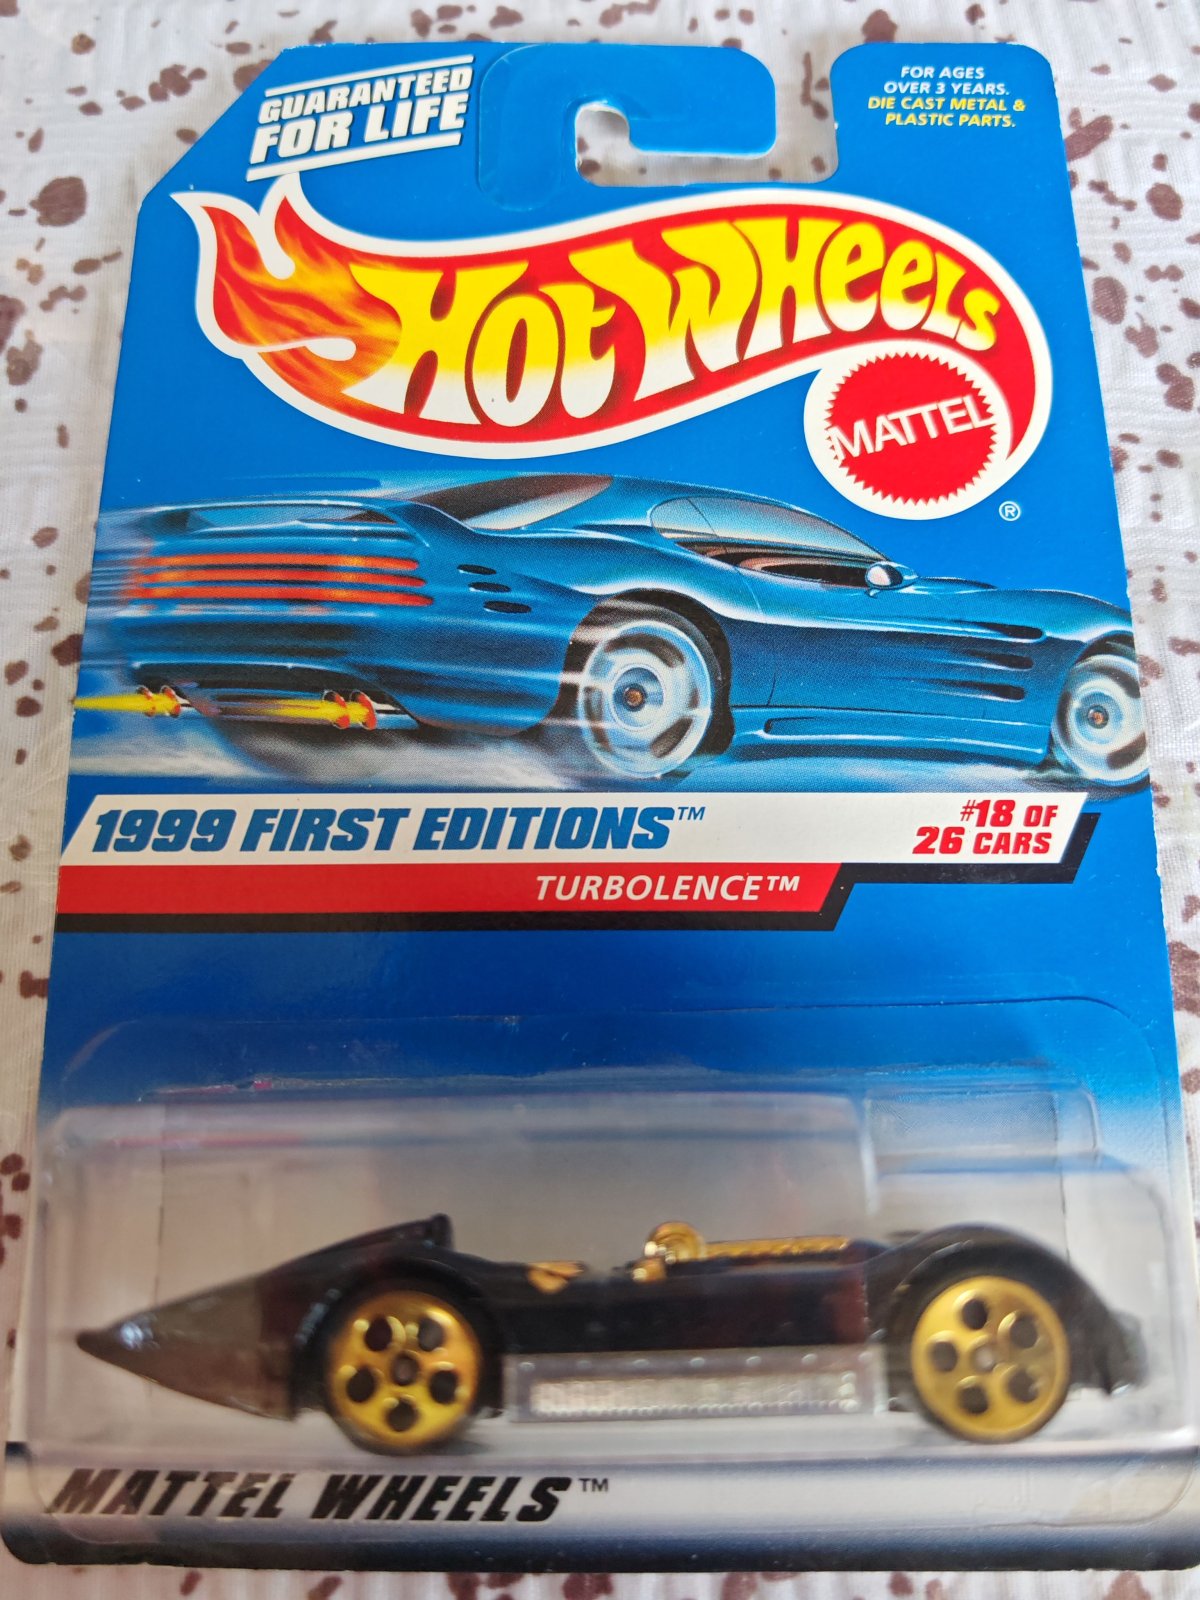 GUARANTEED
FOR LIFE
FOR AGES
OVER 3 YEARS.
DIE CAST METAL &
PLASTIC PARTS.
HOT WHEELS
MATTEL
®
1999 FIRST EDITIONS™
#18 OF
26 CARS
TURBOLENCE™
MATTEL WHEELS™